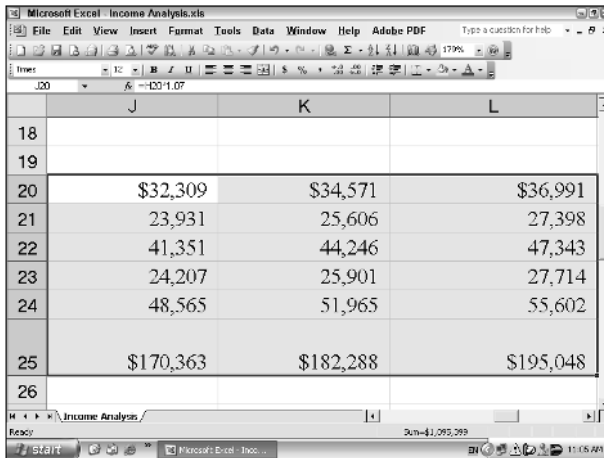 Microsoft Excel - Income Analysis.xls
File Edit View Insert Format Tools Data Window Help Adobe PDF Type a question for help
Times 12 B I U $ % ,
J20 fx =H20*1.07
J K L
18
19
20 $32,309 $34,571 $36,991
21 23,931 25,606 27,398
22 41,351 44,246 47,343
23 24,207 25,901 27,714
24 48,565 51,965 55,602
25 $170,363 $182,288 $195,048
26
Income Analysis
Ready Sum=$1,095,399
start Microsoft Excel - Inco... EN 11:05 AM